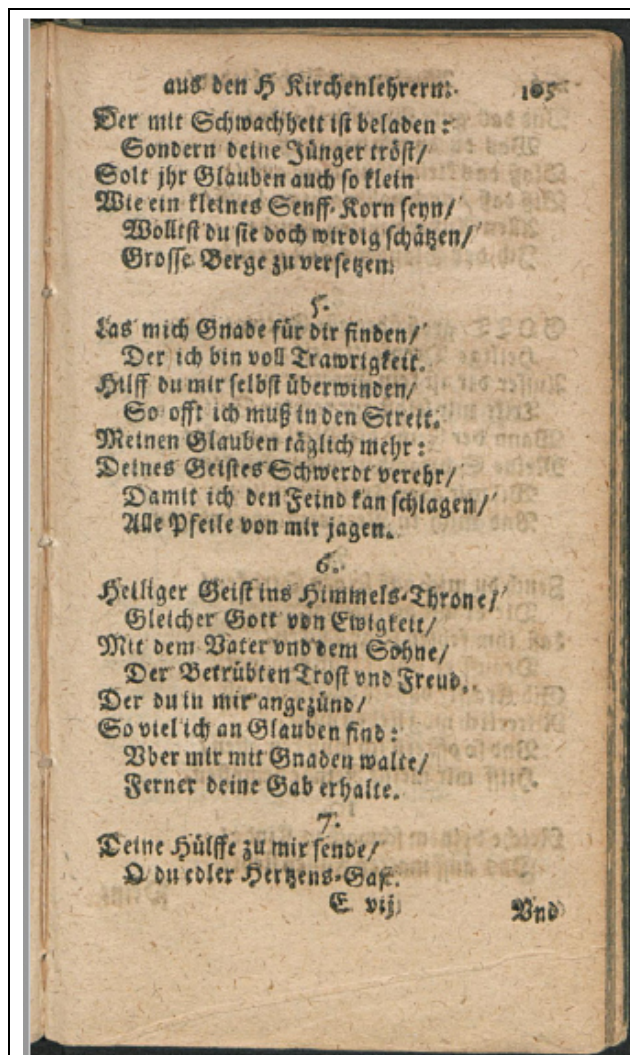 aus den H Kirchenlehrern. 105
Der mit Schwachheit ist beladen:
Sondern deine Jünger tröst/
Solt jhr Glauben auch so klein
Wie ein kleines Senff-Korn seyn/
Wolltst du sie doch wirdig schätzen/
Grosse Berge zu versetzen.
5.
Las mich Gnade für dir finden/
Der ich bin voll Trawrigkeit.
Hilff du mir selbst überwinden/
So offt ich muß in den Streit.
Meinen Glauben täglich mehr:
Deines Geistes Schwerdt verehr/
Damit ich den Feind kan schlagen/
Alle Pfeile von mir jagen.
6.
Heiliger Geist ins Himmels-Throne/
Gleicher Gott von Ewigkeit/
Mit dem Vater vnd dem Sohne/
Der Betrübten Trost vnd Freud.
Der du in mir angezünd/
So viel ich an Glauben find:
Vber mir mit Gnaden walte/
Ferner deine Gab erhalte.
7.
Deine Hülffe zu mir sende/
O du edler Hertzens-Gast.
E vij
Vnd